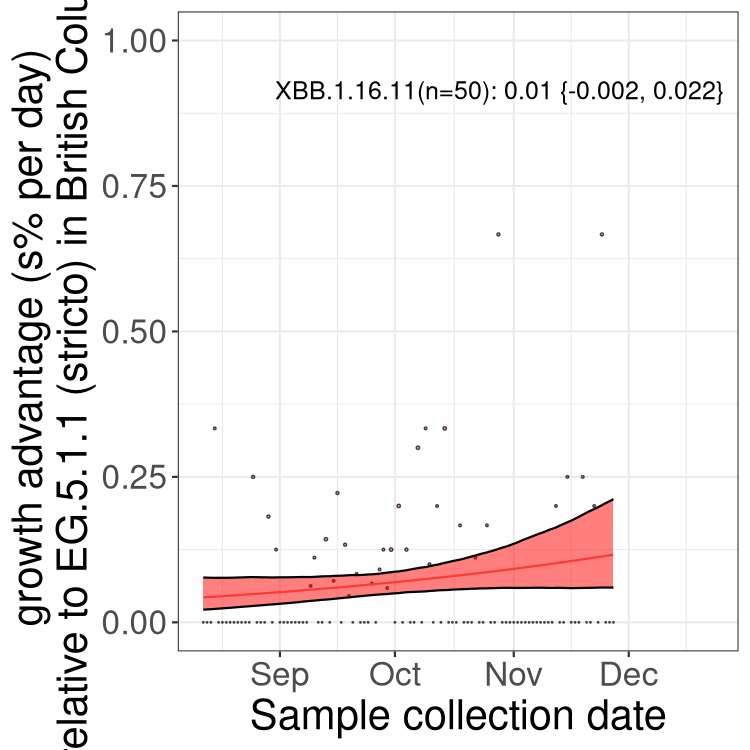 growth advantage (s% per day)
relative to EG.5.1.1 (stricto) in British Colu
1.00
0.75
0.50
0.25
0.00
XBB.1.16.11(n=50): 0.01 {-0.002, 0.022}
Sep Oct Nov Dec
Sample collection date